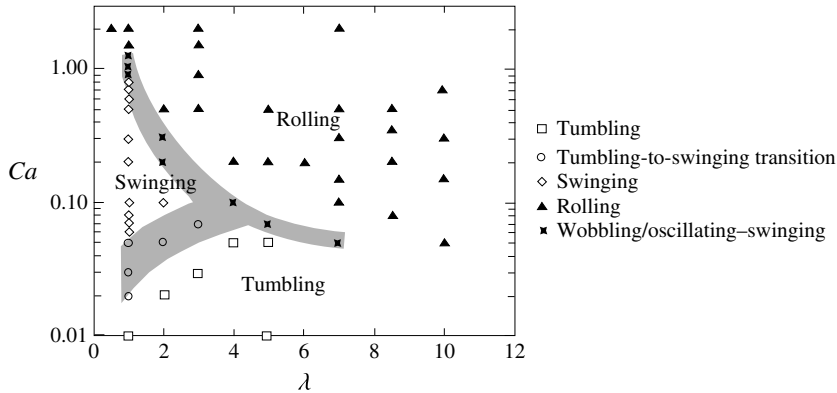 1.00
Rolling
Tumbling
Tumbling-to-swinging transition
Ca
Swinging
Swinging
0.10
Rolling
Wobbling/oscillating–swinging
Tumbling
0.01
0 2 4 6 8 10 12
λ